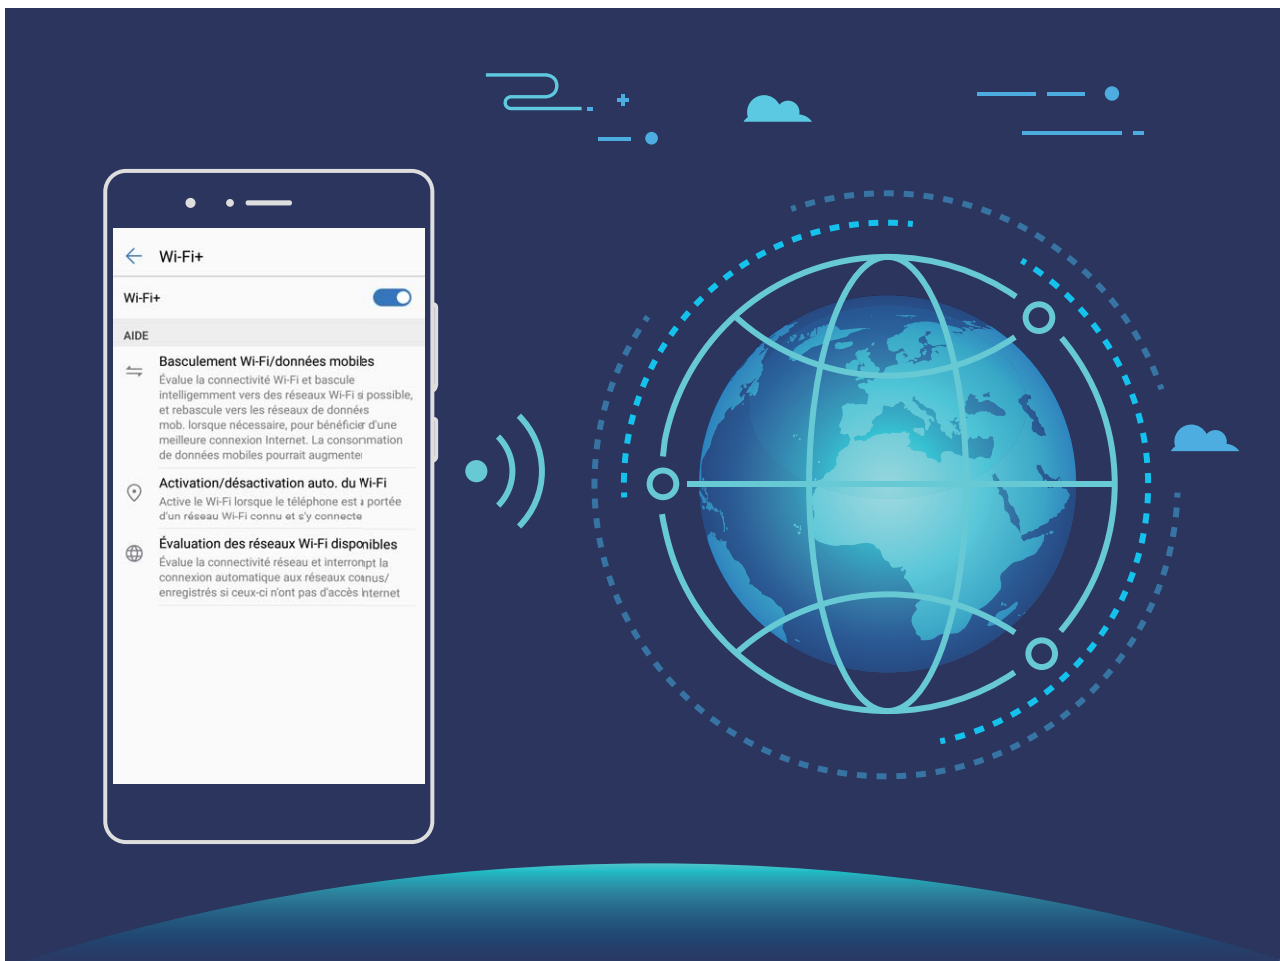 Wi-Fi+
Wi-Fi+
AIDE
Basculement Wi-Fi/données mobiles
Évalue la connectivité Wi-Fi et bascule
intelligemment vers des réseaux Wi-Fi si possible,
et rebascule vers les réseaux de données
mob. lorsque nécessaire, pour bénéficier d'une
meilleure connexion Internet. La consommation
de données mobiles pourrait augmenter
Activation/désactivation auto. du Wi-Fi
Active le Wi-Fi lorsque le téléphone est à portée
d'un réseau Wi-Fi connu et s'y connecte
Évaluation des réseaux Wi-Fi disponibles
Évalue la connectivité réseau et interrompt la
connexion automatique aux réseaux connus/
enregistrés si ceux-ci n'ont pas d'accès Internet